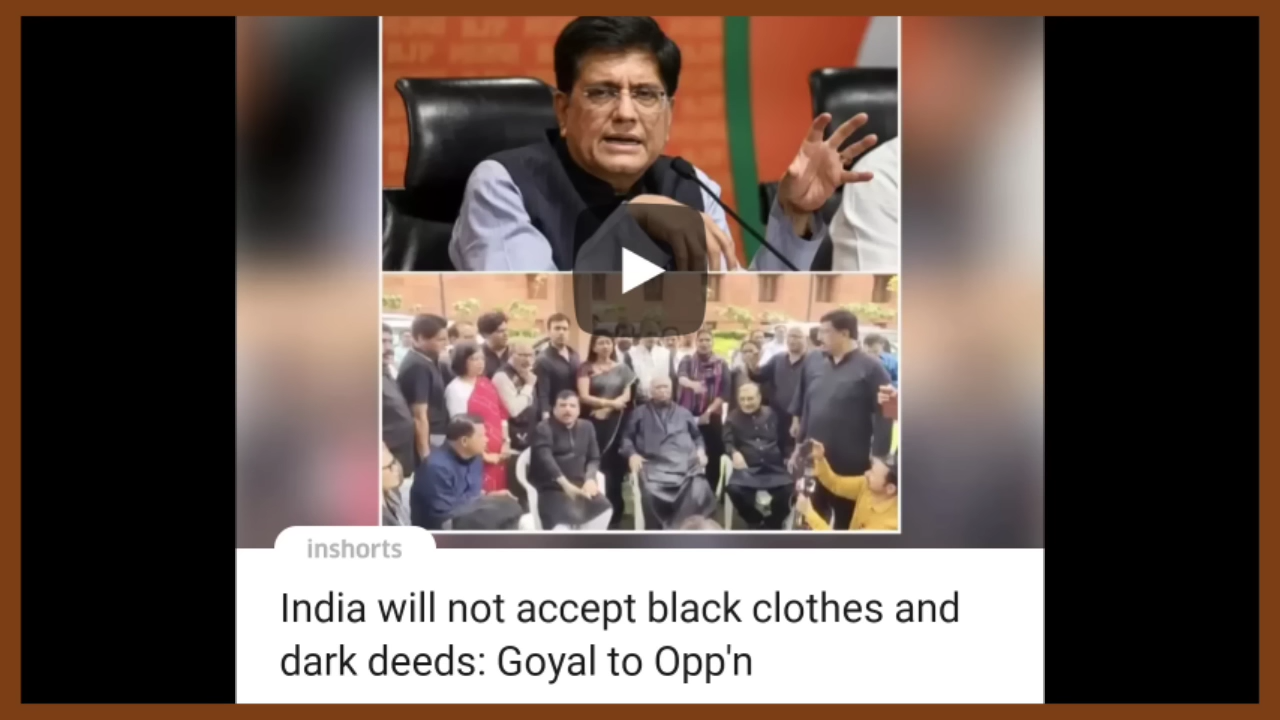 inshorts
India will not accept black clothes and
dark deeds: Goyal to Opp'n